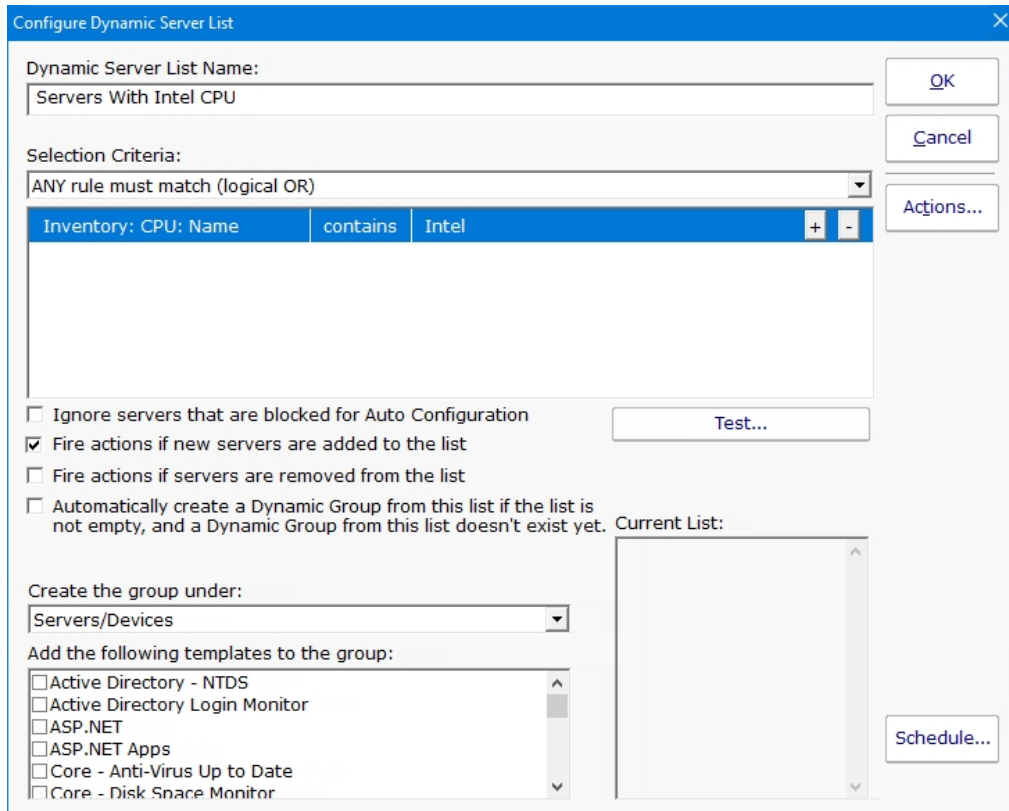 Configure Dynamic Server List
Dynamic Server List Name:
Servers With Intel CPU
OK
Cancel
Selection Criteria:
ANY rule must match (logical OR)
Actions...
Inventory: CPU: Name contains Intel + -
Ignore servers that are blocked for Auto Configuration
Test...
Fire actions if new servers are added to the list
Fire actions if servers are removed from the list
Automatically create a Dynamic Group from this list if the list is
not empty, and a Dynamic Group from this list doesn't exist yet.
Current List:
Create the group under:
Servers/Devices
Add the following templates to the group:
Active Directory - NTDS
Active Directory Login Monitor
ASP.NET
ASP.NET Apps
Core - Anti-Virus Up to Date
Core - Disk Space Monitor
Schedule...